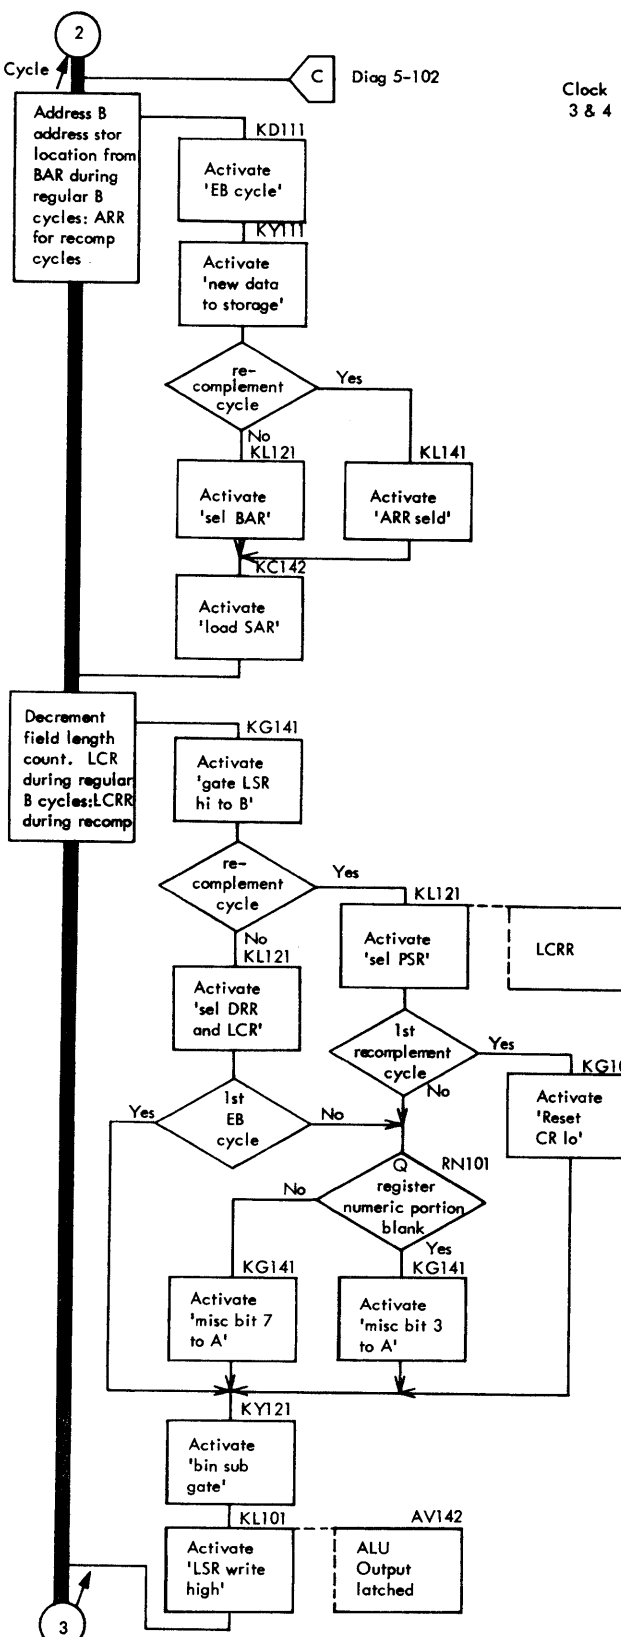 2
Cycle
C
Diag 5-102
Clock
3 & 4
Address B
address stor
location from
BAR during
regular B
cycles: ARR
for recomp
cycles
KD111
Activate
'EB cycle'
KY111
Activate
'new data
to storage'
re-
complement
cycle
Yes
No
KL121
Activate
'sel BAR'
KL141
Activate
'ARR seld'
KC142
Activate
'load SAR'
Decrement
field length
count. LCR
during regular
B cycles:LCRR
during recomp
KG141
Activate
'gate LSR
hi to B'
re-
complement
cycle
Yes
No
KL121
Activate
'sel PSR'
LCRR
KL121
Activate
'sel DRR
and LCR'
1st
recomplement
cycle
Yes
No
Activate
'Reset
CR lo'
1st
EB
cycle
Yes
No
RN101
Q
register
numeric portion
blank
No
Yes
KG141
Activate
'misc bit 7
to A'
KG141
Activate
'misc bit 3
to A'
KY121
Activate
'bin sub
gate'
KL101
Activate
'LSR write
high'
AV142
ALU
Output
latched
3